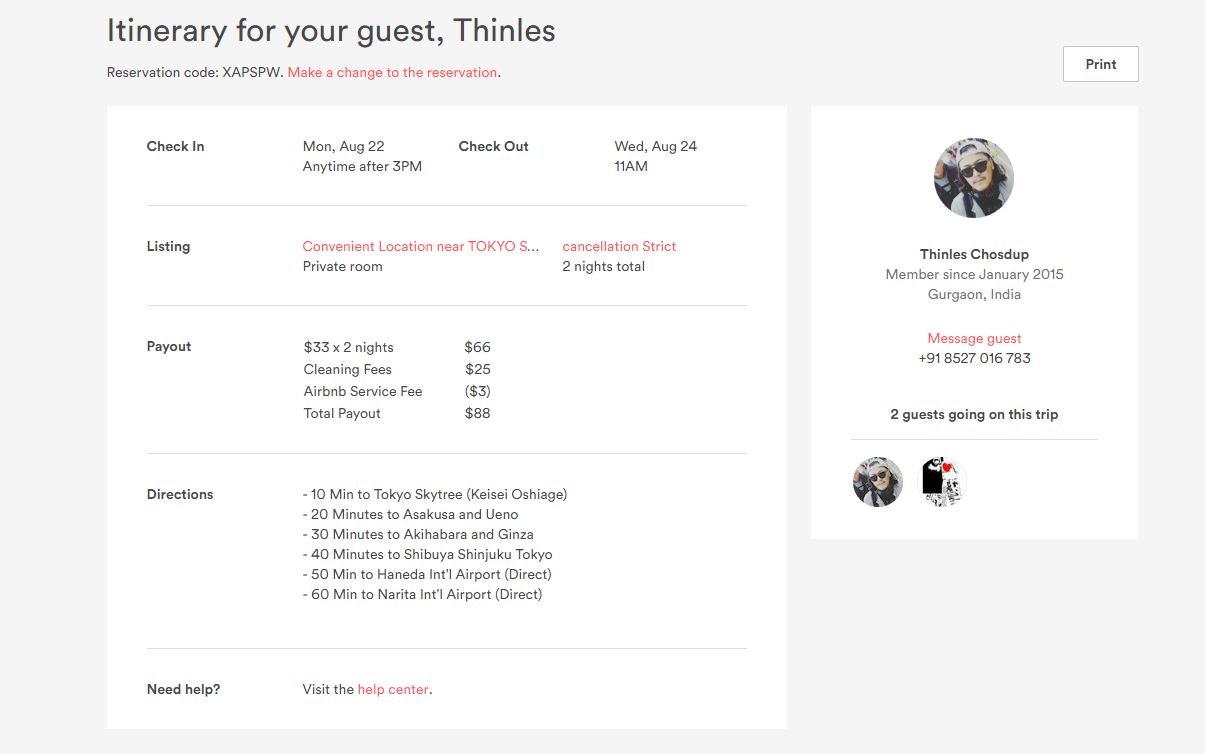 Itinerary for your guest, Thinles
Reservation code: XAPSPW. Make a change to the reservation.
Print
Check In
Mon, Aug 22
Anytime after 3PM
Check Out
Wed, Aug 24
11AM
Listing
Convenient Location near TOKYO S...
Private room
cancellation Strict
2 nights total
Payout
$33 x 2 nights $66
Cleaning Fees $25
Airbnb Service Fee ($3)
Total Payout $88
Directions
- 10 Min to Tokyo Skytree (Keisei Oshiage)
- 20 Minutes to Asakusa and Ueno
- 30 Minutes to Akihabara and Ginza
- 40 Minutes to Shibuya Shinjuku Tokyo
- 50 Min to Haneda Int'l Airport (Direct)
- 60 Min to Narita Int'l Airport (Direct)
Need help?
Visit the help center.
Thinles Chosdup
Member since January 2015
Gurgaon, India
Message guest
+91 8527 016 783
2 guests going on this trip